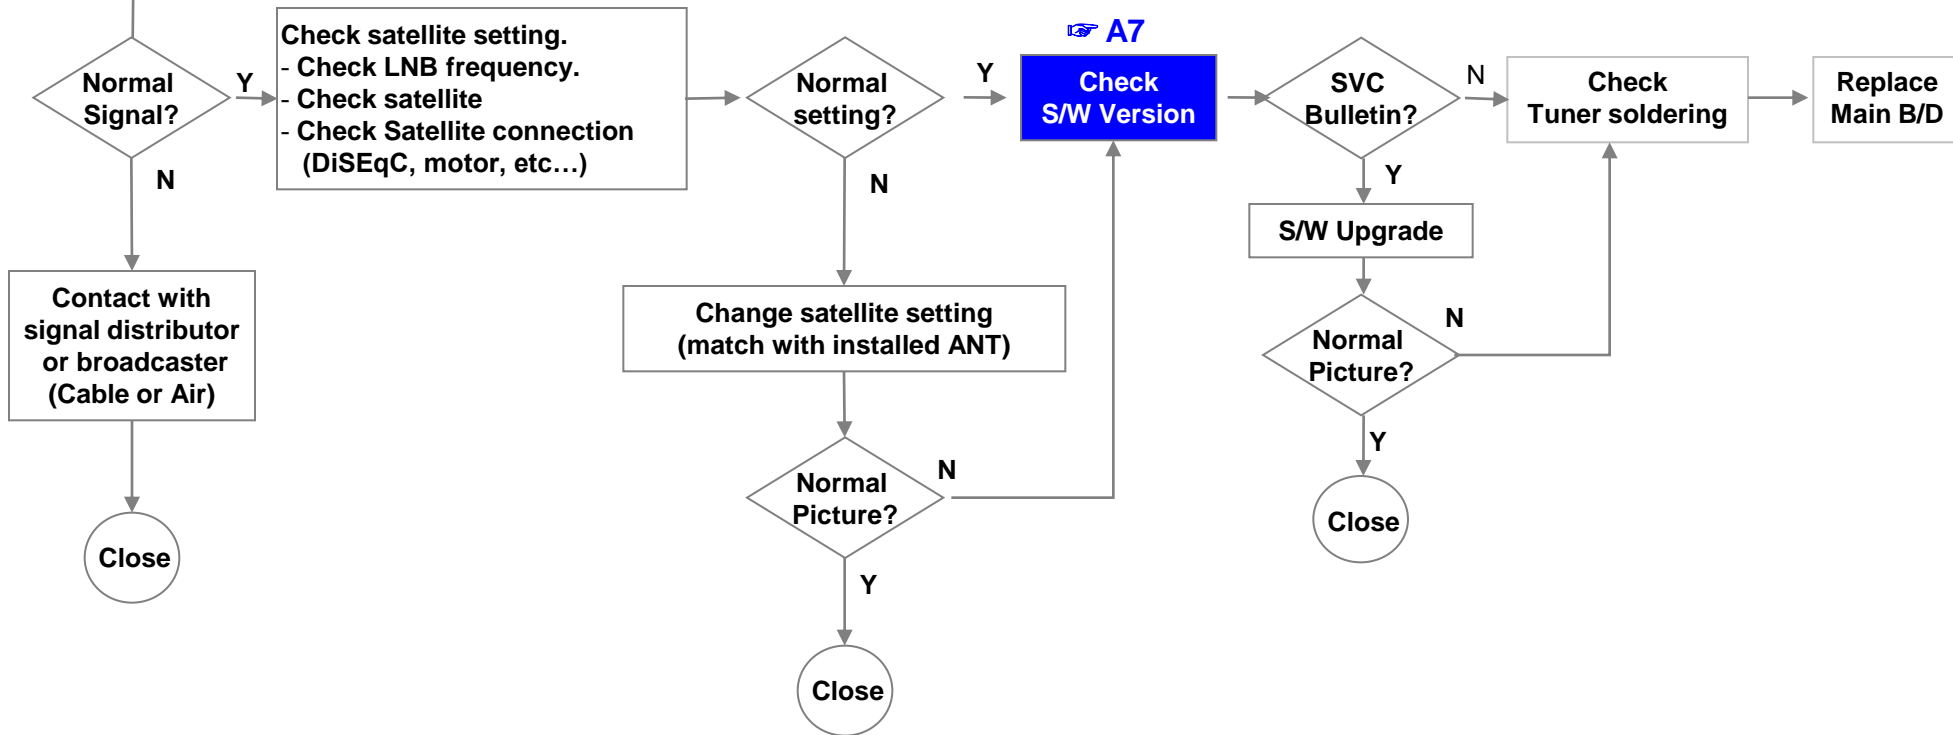 Normal
Signal?
Y
N
Check satellite setting.
- Check LNB frequency.
- Check satellite
- Check Satellite connection
(DiSEqC, motor, etc…)
Contact with
signal distributor
or broadcaster
(Cable or Air)
Close
Normal
setting?
Y
N
Change satellite setting
(match with installed ANT)
Normal
Picture?
N
Y
Close
☞ A7
Check
S/W Version
SVC
Bulletin?
N
Y
S/W Upgrade
Normal
Picture?
N
Y
Close
Check
Tuner soldering
Replace
Main B/D